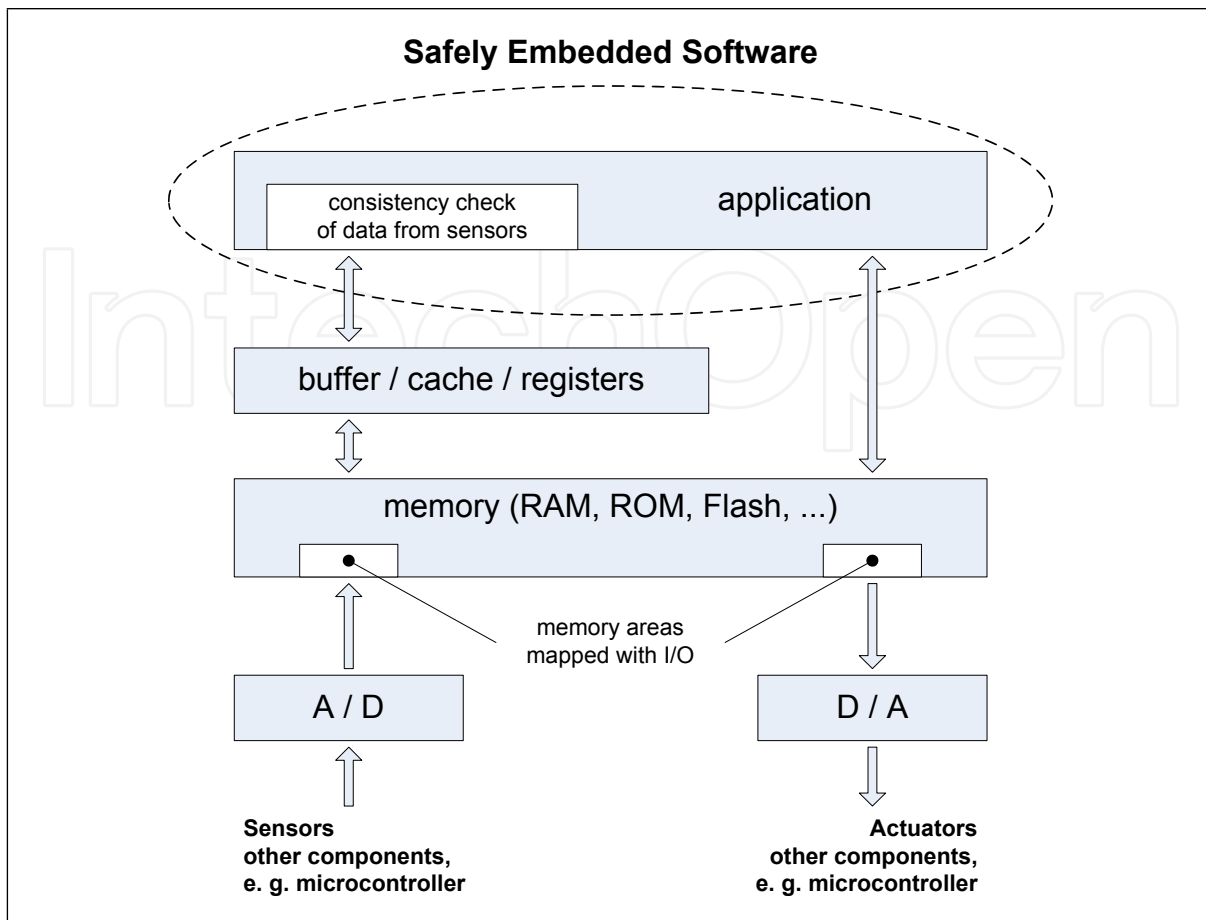 Safely Embedded Software
consistency check
of data from sensors
application
IntechOpen
buffer / cache / registers
memory (RAM, ROM, Flash, ...)
memory areas
mapped with I/O
A / D
D / A
Sensors
other components,
e. g. microcontroller
Actuators
other components,
e. g. microcontroller